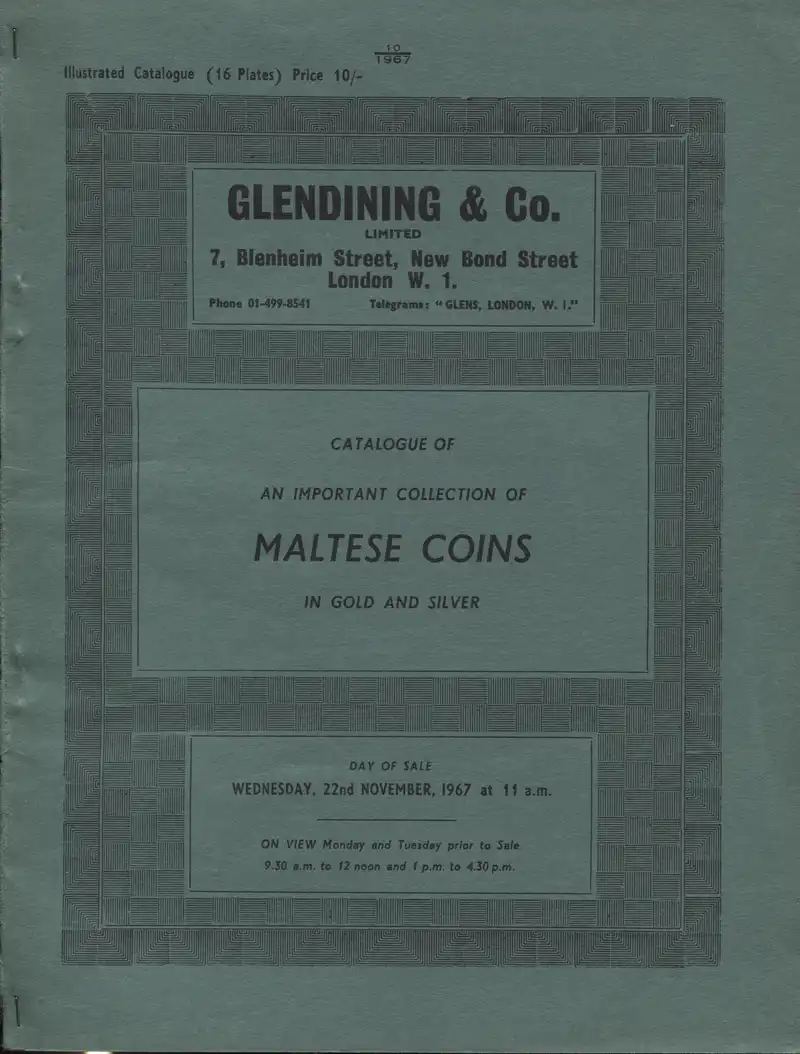 10
1967
Illustrated Catalogue (16 Plates) Price 10/-
GLENDINING & Co.
LIMITED
7, Blenheim Street, New Bond Street
London W. 1.
Phone 01-499-8541 Telegrams: "GLENS, LONDON, W. 1."
CATALOGUE OF
AN IMPORTANT COLLECTION OF
MALTESE COINS
IN GOLD AND SILVER
DAY OF SALE
WEDNESDAY, 22nd NOVEMBER, 1967 at 11 a.m.
ON VIEW Monday and Tuesday prior to Sale
9.30 a.m. to 12 noon and 1 p.m. to 4.30 p.m.